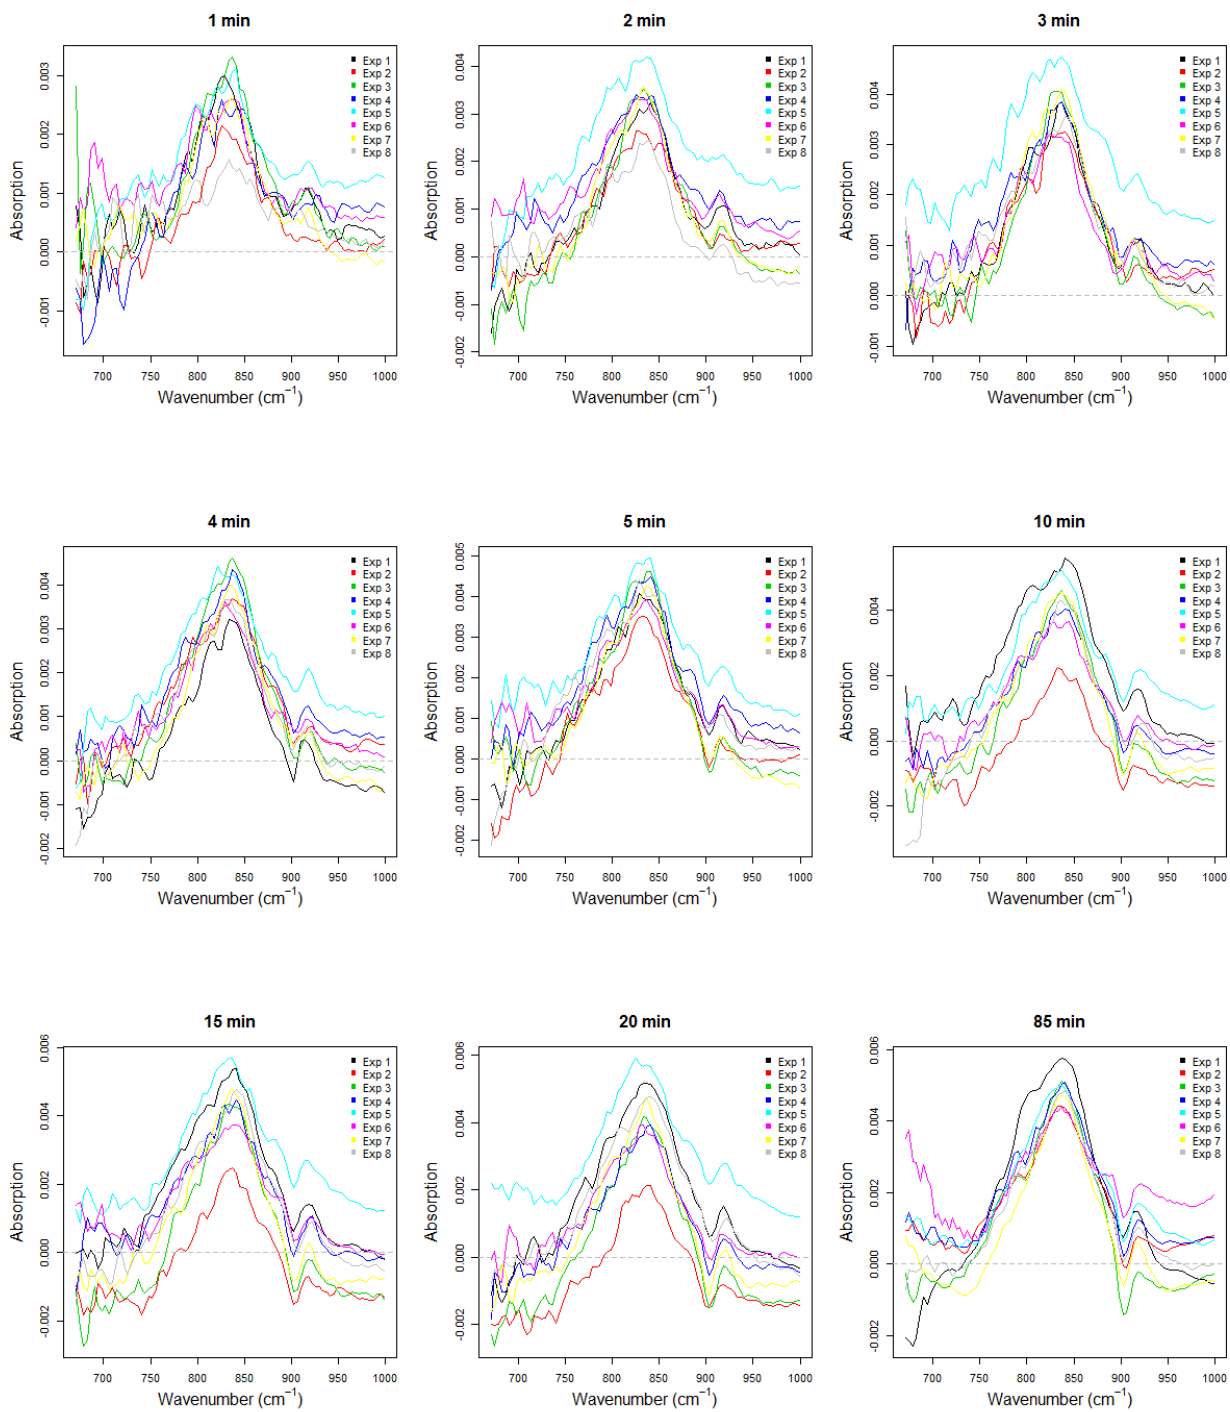 1 min
2 min
3 min
Absorption
0.003
0.002
0.001
0.000
-0.001
Exp 1
Exp 2
Exp 3
Exp 4
Exp 5
Exp 6
Exp 7
Exp 8
700 750 800 850 900 950 1000
Wavenumber (cm⁻¹)
Absorption
0.004
0.003
0.002
0.001
0.000
-0.001
-0.002
Exp 1
Exp 2
Exp 3
Exp 4
Exp 5
Exp 6
Exp 7
Exp 8
700 750 800 850 900 950 1000
Wavenumber (cm⁻¹)
Absorption
0.004
0.003
0.002
0.001
0.000
-0.001
Exp 1
Exp 2
Exp 3
Exp 4
Exp 5
Exp 6
Exp 7
Exp 8
700 750 800 850 900 950 1000
Wavenumber (cm⁻¹)
4 min
5 min
10 min
Absorption
0.004
0.003
0.002
0.001
0.000
-0.001
-0.002
Exp 1
Exp 2
Exp 3
Exp 4
Exp 5
Exp 6
Exp 7
Exp 8
700 750 800 850 900 950 1000
Wavenumber (cm⁻¹)
Absorption
0.005
0.004
0.003
0.002
0.001
0.000
-0.001
-0.002
Exp 1
Exp 2
Exp 3
Exp 4
Exp 5
Exp 6
Exp 7
Exp 8
700 750 800 850 900 950 1000
Wavenumber (cm⁻¹)
Absorption
0.004
0.002
0.000
-0.002
Exp 1
Exp 2
Exp 3
Exp 4
Exp 5
Exp 6
Exp 7
Exp 8
700 750 800 850 900 950 1000
Wavenumber (cm⁻¹)
15 min
20 min
85 min
Absorption
0.006
0.004
0.002
0.000
-0.002
Exp 1
Exp 2
Exp 3
Exp 4
Exp 5
Exp 6
Exp 7
Exp 8
700 750 800 850 900 950 1000
Wavenumber (cm⁻¹)
Absorption
0.006
0.004
0.002
0.000
-0.002
Exp 1
Exp 2
Exp 3
Exp 4
Exp 5
Exp 6
Exp 7
Exp 8
700 750 800 850 900 950 1000
Wavenumber (cm⁻¹)
Absorption
0.006
0.004
0.002
0.000
-0.002
Exp 1
Exp 2
Exp 3
Exp 4
Exp 5
Exp 6
Exp 7
Exp 8
700 750 800 850 900 950 1000
Wavenumber (cm⁻¹)